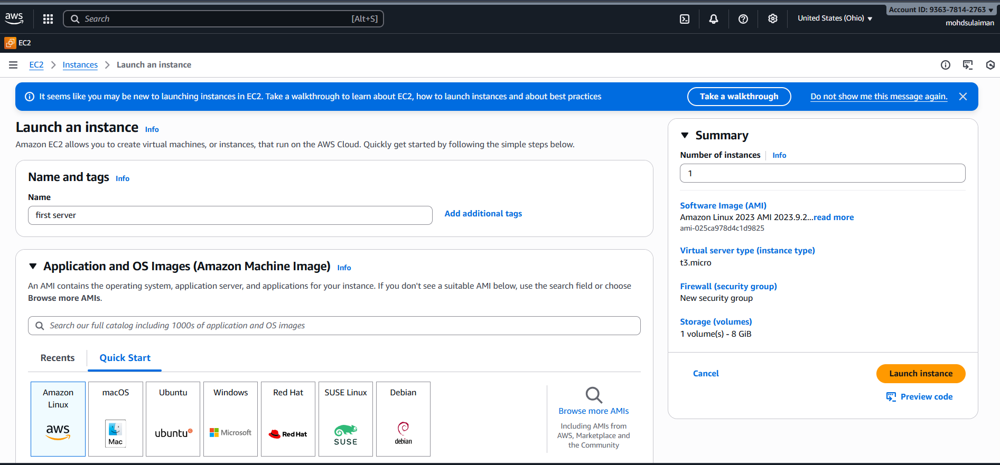 aws
Search
[Alt+S]
United States (Ohio)
Account ID: 9363-7814-2763
mohdsulaiman
EC2
EC2
Instances
Launch an instance
It seems like you may be new to launching instances in EC2. Take a walkthrough to learn about EC2, how to launch instances and about best practices
Take a walkthrough
Do not show me this message again.
Launch an instance Info
Amazon EC2 allows you to create virtual machines, or instances, that run on the AWS Cloud. Quickly get started by following the simple steps below.
Name and tags Info
Name
first server
Add additional tags
Application and OS Images (Amazon Machine Image) Info
An AMI contains the operating system, application server, and applications for your instance. If you don't see a suitable AMI below, use the search field or choose
Browse more AMIs.
Search our full catalog including 1000s of application and OS images
Recents
Quick Start
Amazon
Linux
aws
macOS
Mac
Ubuntu
ubuntu
Windows
Microsoft
Red Hat
Red Hat
SUSE Linux
SUSE
Debian
debian
Browse more AMIs
Including AMIs from
AWS, Marketplace and
the Community
Summary
Number of instances
Info
1
Software Image (AMI)
Amazon Linux 2023 AMI 2023.9.2...read more
ami-025ca978d4c1d9825
Virtual server type (instance type)
t3.micro
Firewall (security group)
New security group
Storage (volumes)
1 volume(s) - 8 GiB
Cancel
Launch instance
Preview code